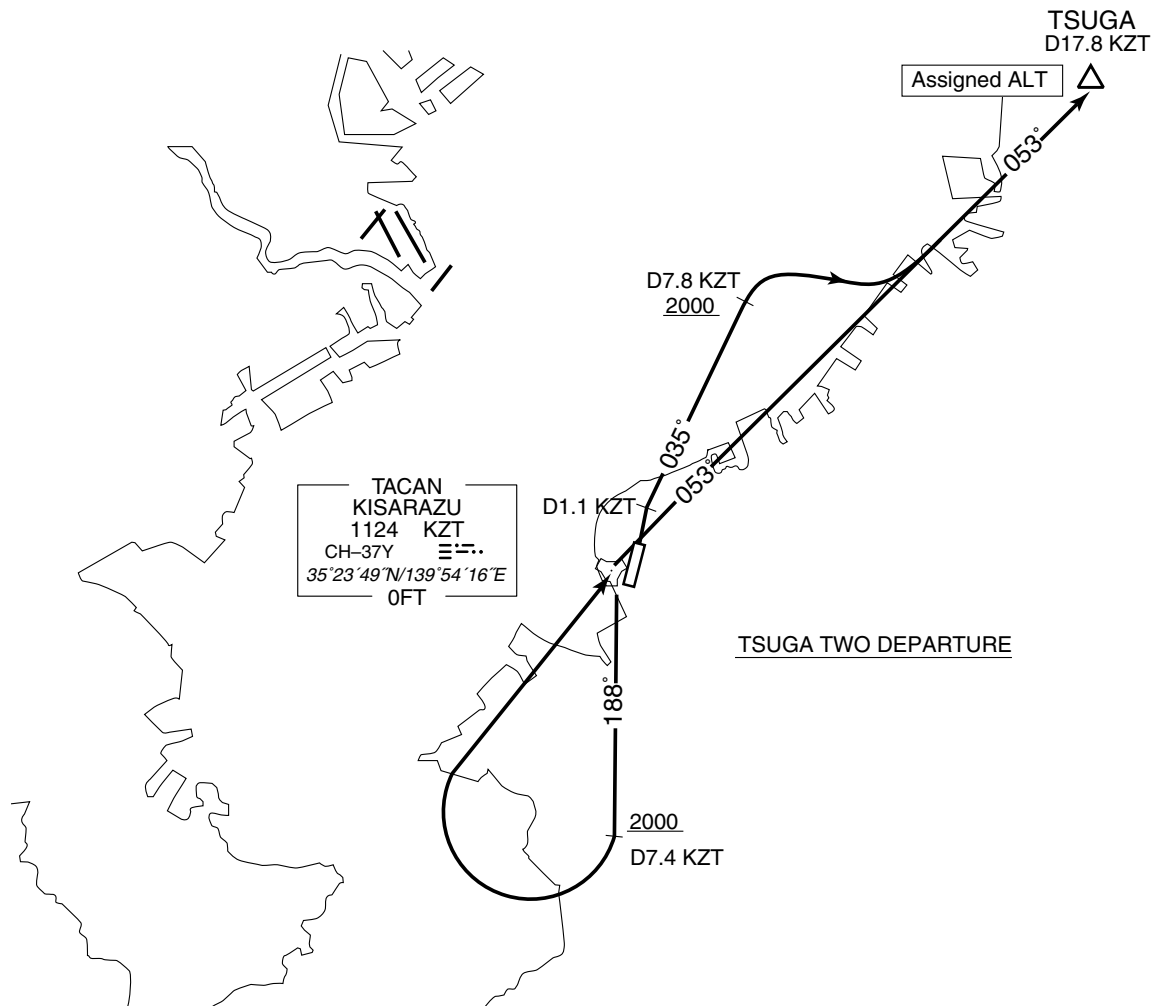 TSUGA
D17.8 KZT
Assigned ALT
053°
D7.8 KZT
2000
035°
053°
TACAN
KISARAZU
1124 KZT
CH–37Y
35°23´49˝N/139°54´16˝E
0FT
D1.1 KZT
TSUGA TWO DEPARTURE
188°
2000
D7.4 KZT